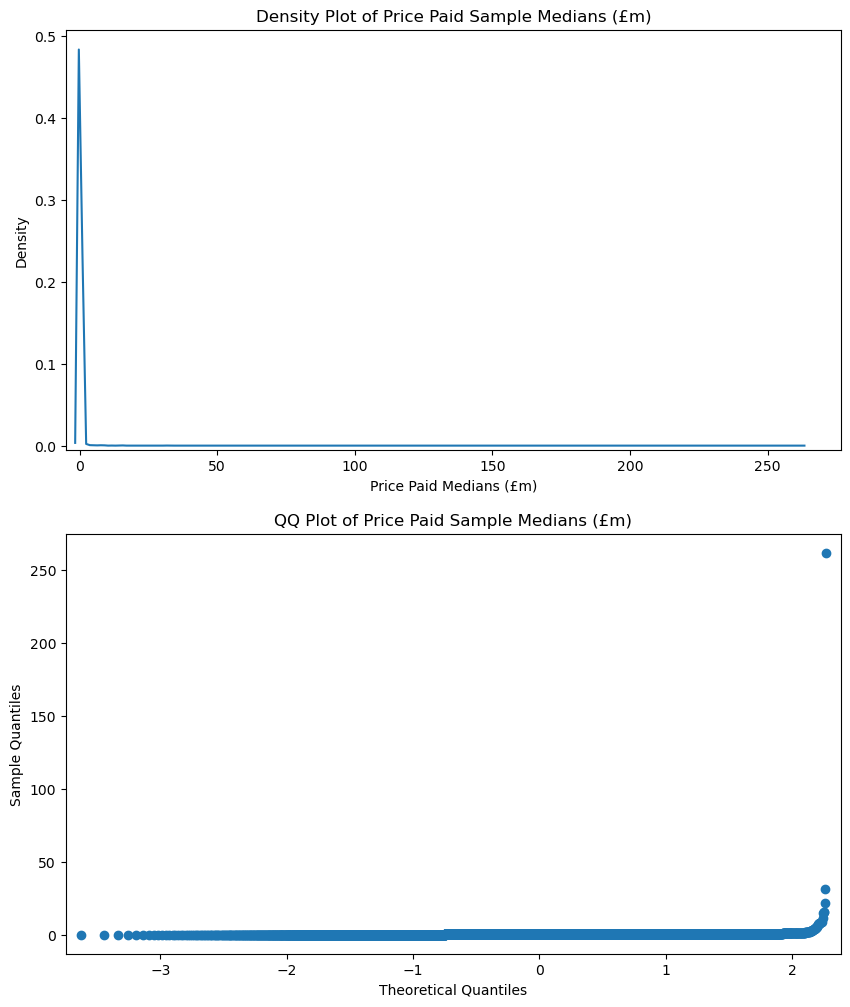 Density Plot of Price Paid Sample Medians (£m)
0.5
0.4
0.3
0.2
0.1
0.0
Density
0 50 100 150 200 250
Price Paid Medians (£m)
QQ Plot of Price Paid Sample Medians (£m)
250
200
150
100
50
0
Sample Quantiles
−3 −2 −1 0 1 2
Theoretical Quantiles